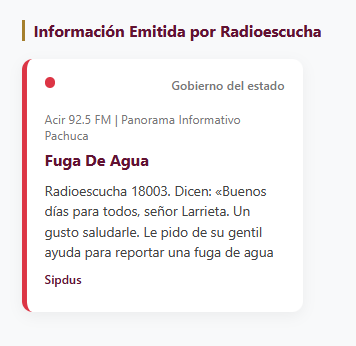 Información Emitida por Radioescucha
Gobierno del estado
Acir 92.5 FM | Panorama Informativo
Pachuca
Fuga De Agua
Radioescucha 18003. Dicen: «Buenos
días para todos, señor Larrieta. Un
gusto saludarle. Le pido de su gentil
ayuda para reportar una fuga de agua
Sipdus